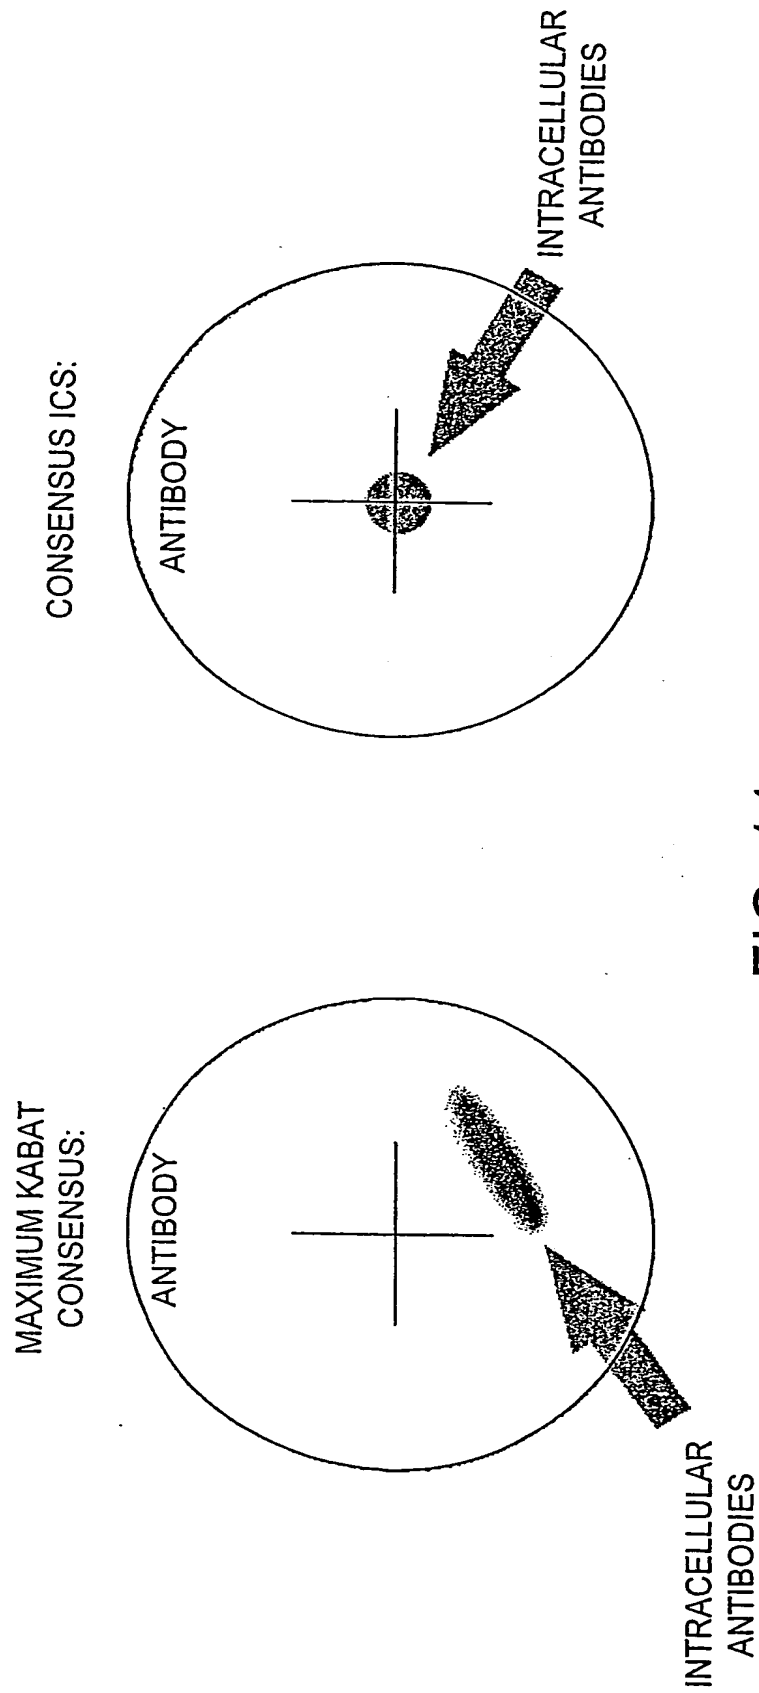 MAXIMUM KABAT
CONSENSUS:
ANTIBODY
INTRACELLULAR
ANTIBODIES
CONSENSUS ICS:
ANTIBODY
INTRACELLULAR
ANTIBODIES